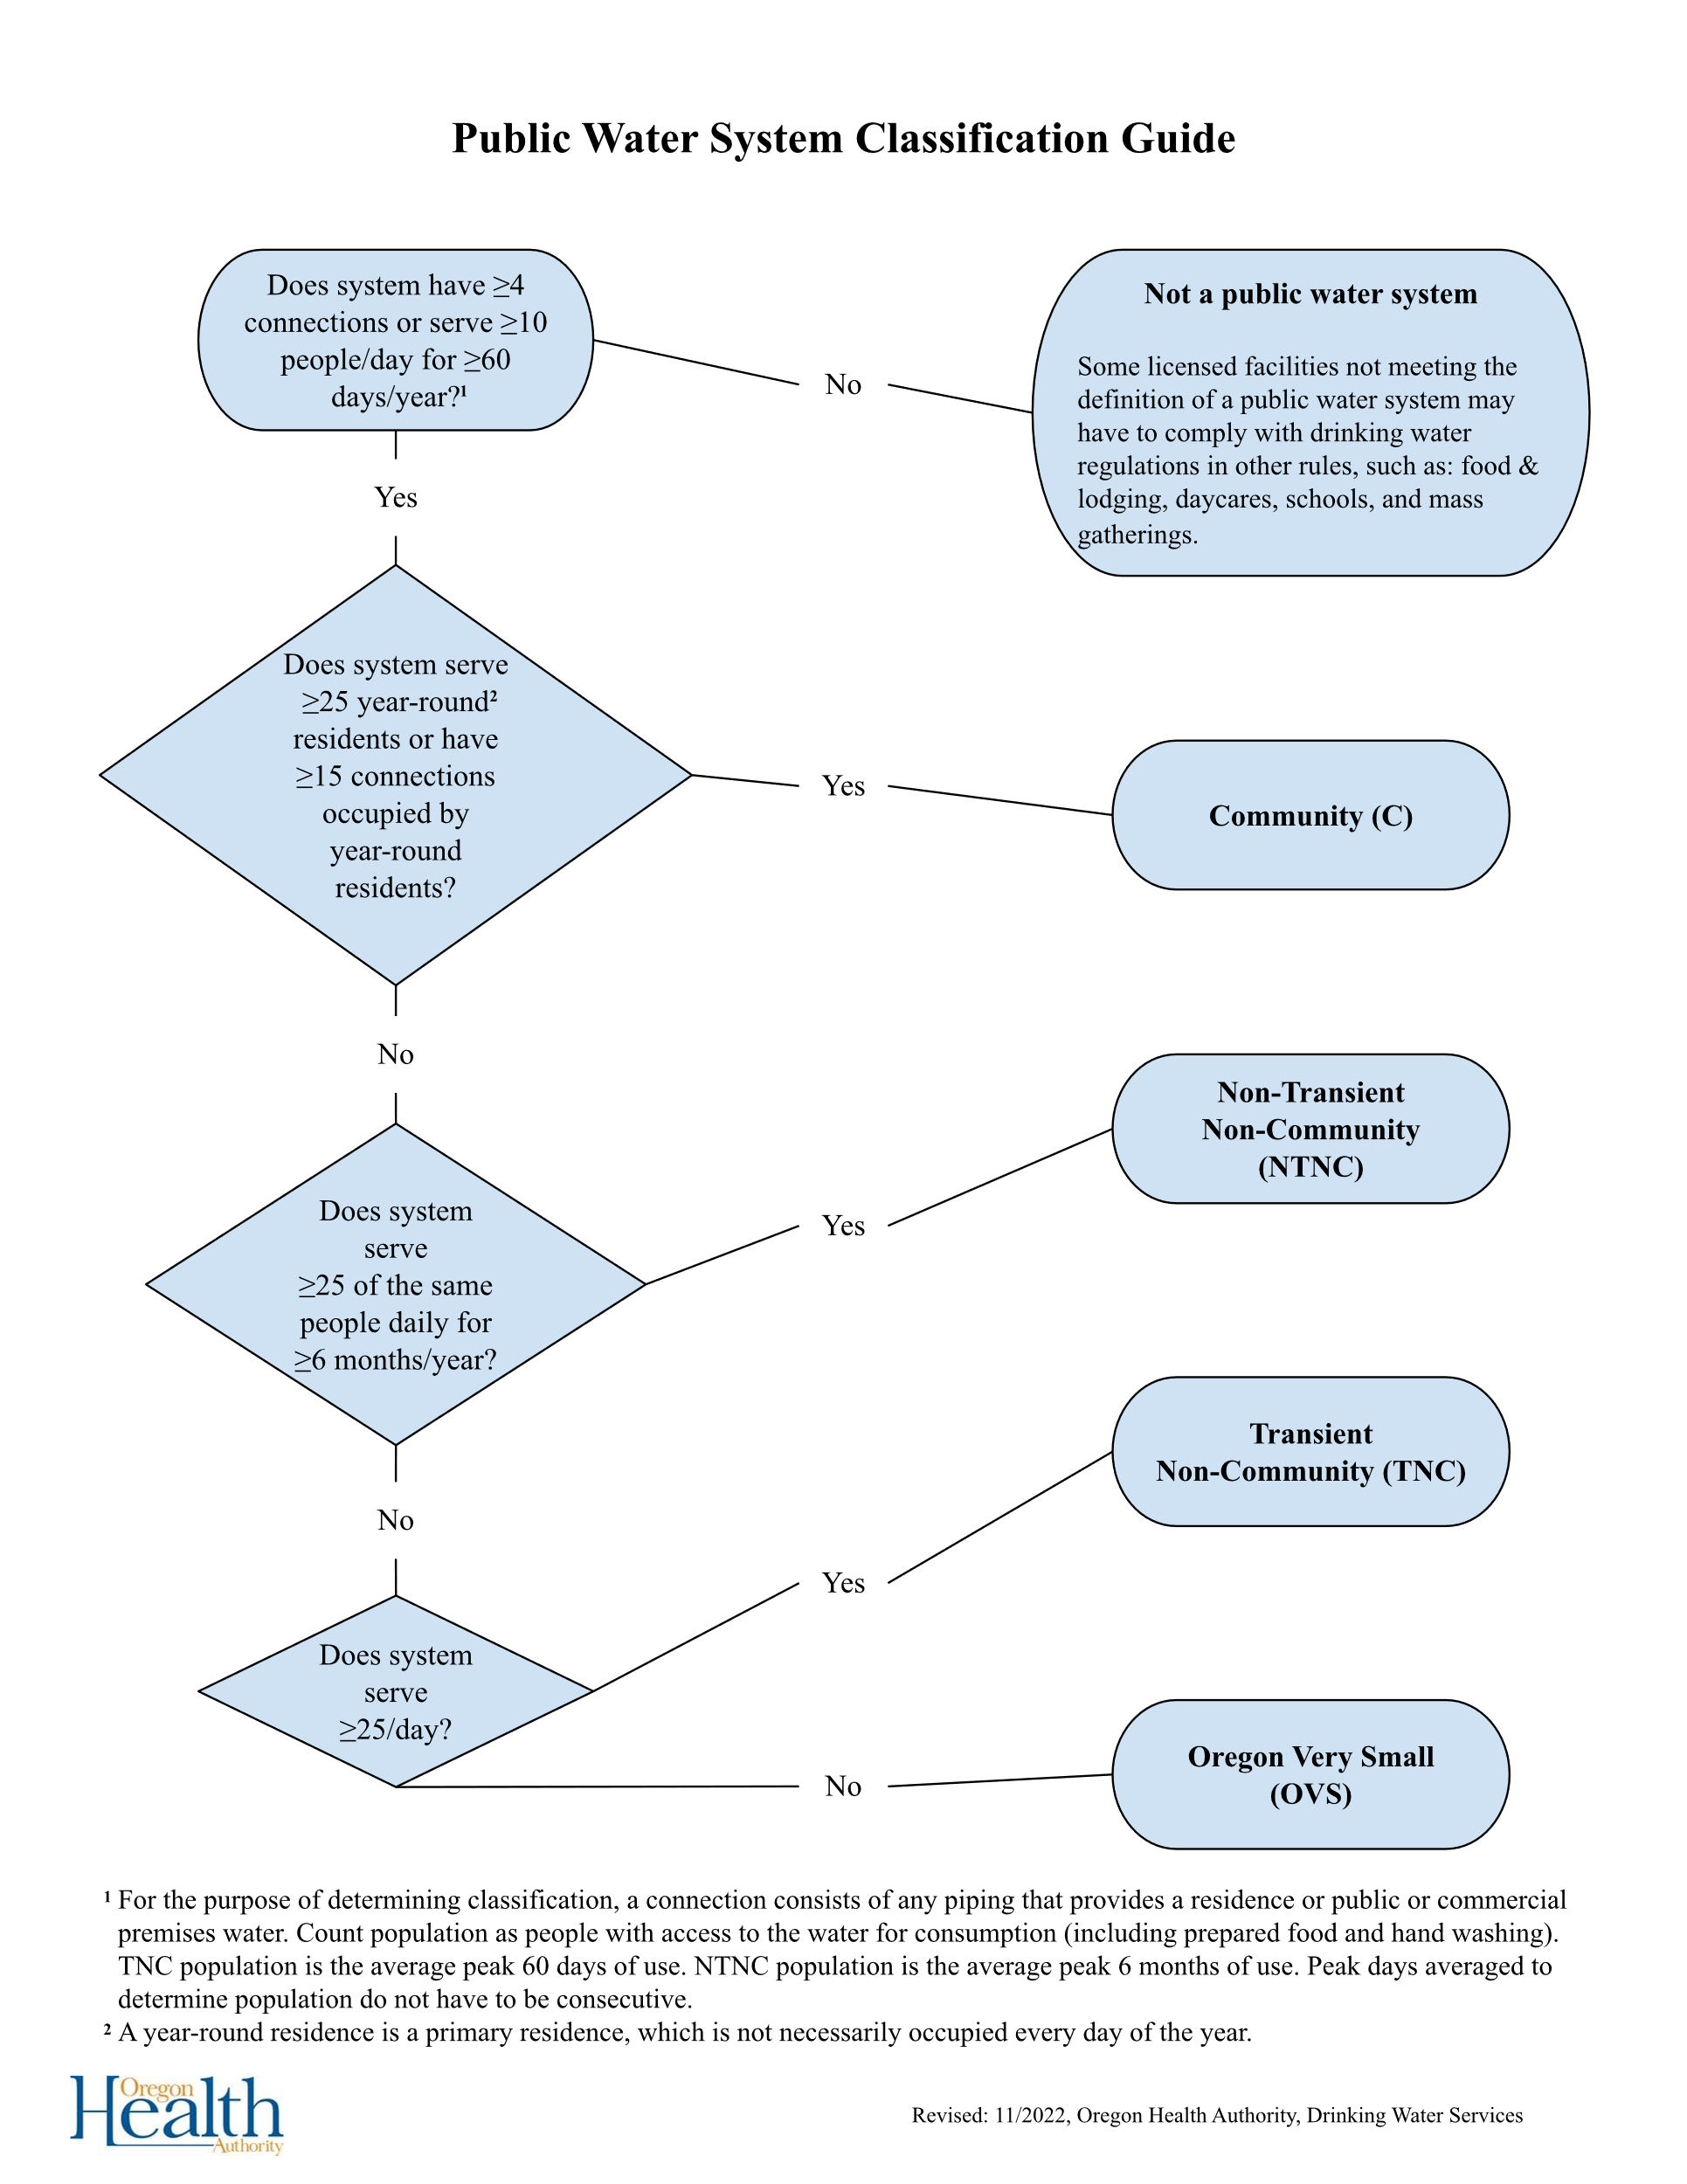 Public Water System Classification Guide
Does system have ≥4
connections or serve ≥10
people/day for ≥60
days/year?¹
No
Not a public water system
Some licensed facilities not meeting the
definition of a public water system may
have to comply with drinking water
regulations in other rules, such as: food &
lodging, daycares, schools, and mass
gatherings.
Yes
Does system serve
≥25 year-round²
residents or have
≥15 connections
occupied by
year-round
residents?
Yes
Community (C)
No
Does system
serve
≥25 of the same
people daily for
≥6 months/year?
Yes
Non-Transient
Non-Community
(NTNC)
No
Does system
serve
≥25/day?
Yes
Transient
Non-Community (TNC)
No
Oregon Very Small
(OVS)
¹ For the purpose of determining classification, a connection consists of any piping that provides a residence or public or commercial
premises water. Count population as people with access to the water for consumption (including prepared food and hand washing).
TNC population is the average peak 60 days of use. NTNC population is the average peak 6 months of use. Peak days averaged to
determine population do not have to be consecutive.
² A year-round residence is a primary residence, which is not necessarily occupied every day of the year.
Oregon
Health
Authority
Revised: 11/2022, Oregon Health Authority, Drinking Water Services